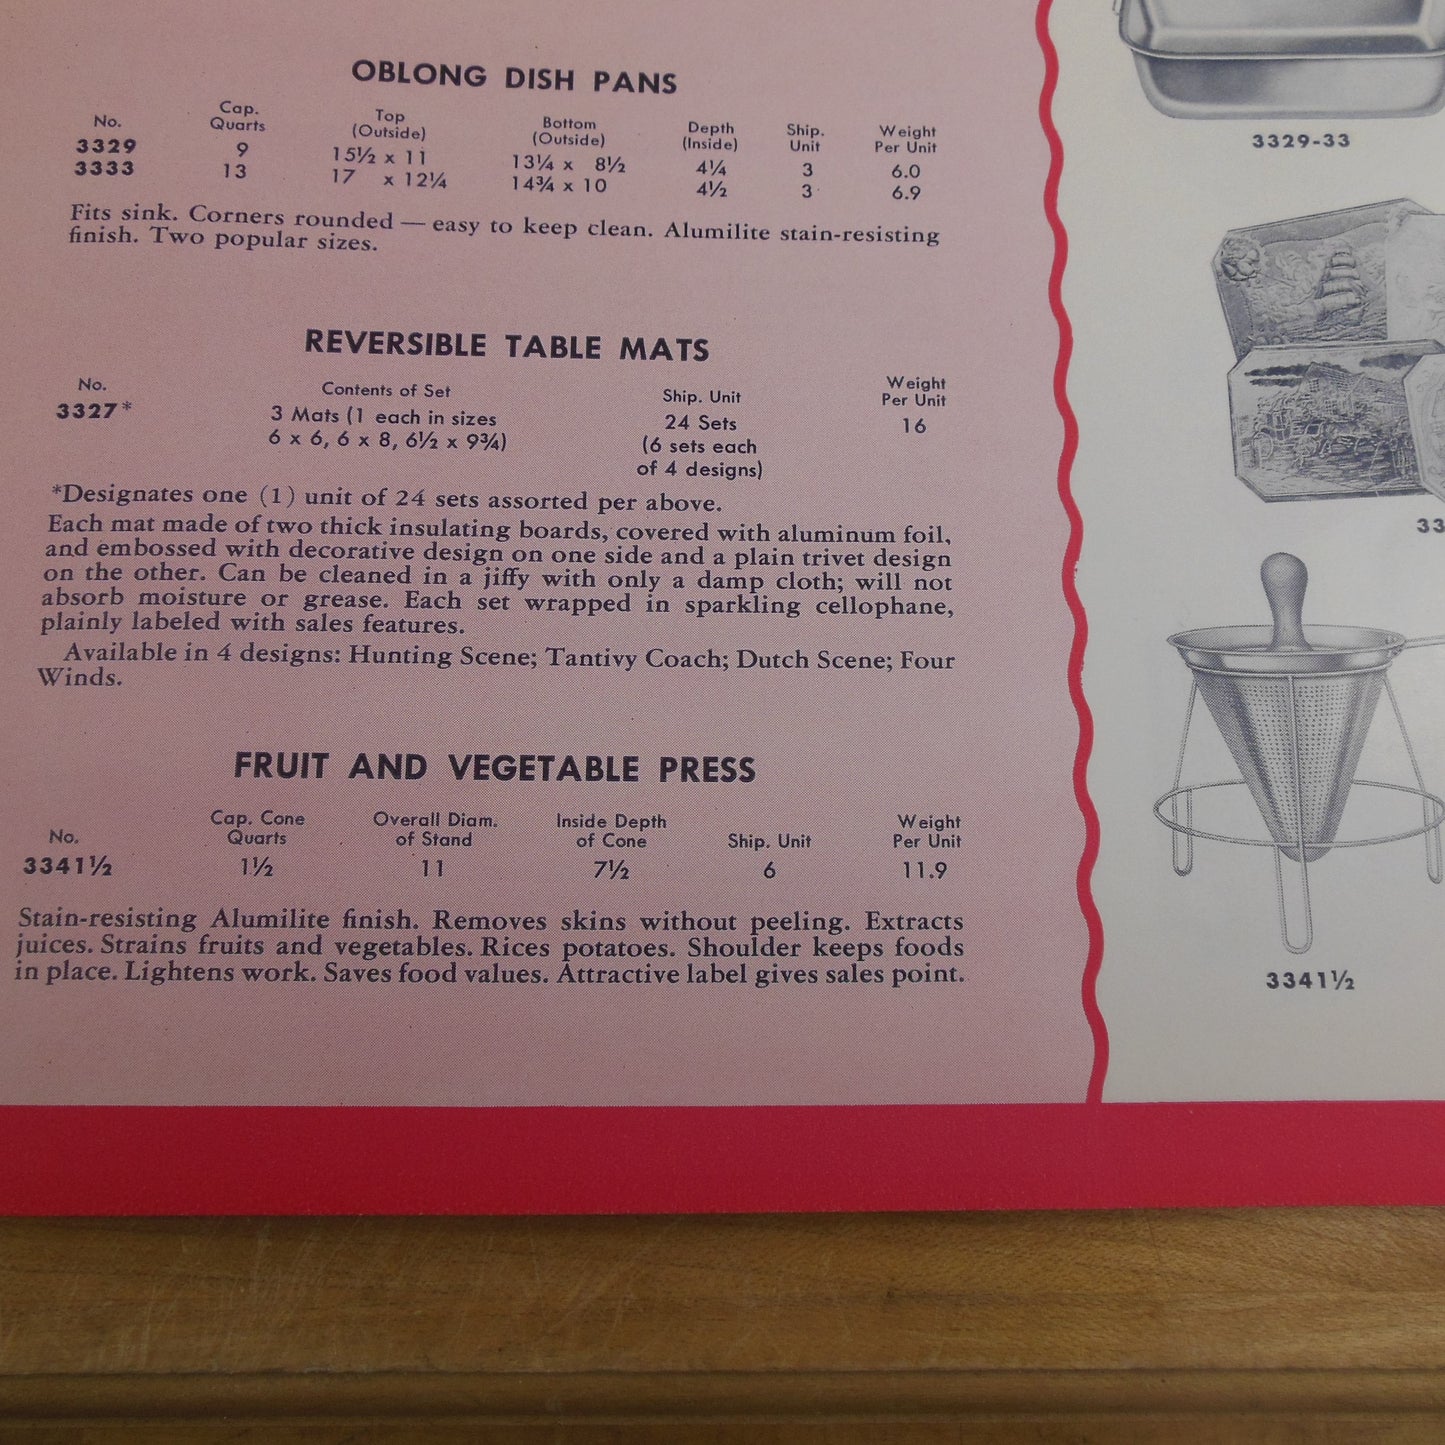 OBLONG DISH PANS
No. Cap. Quarts Top (Outside) Bottom (Outside) Depth (Inside) Ship. Unit Weight Per Unit
3329 9 15½ x 11 13¼ x 8½ 4¼ 3 6.0
3333 13 17 x 12¼ 14¾ x 10 4½ 3 6.9
Fits sink. Corners rounded — easy to keep clean. Alumilite stain-resisting
finish. Two popular sizes.
REVERSIBLE TABLE MATS
No. Contents of Set Ship. Unit Weight Per Unit
3327* 3 Mats (1 each in sizes 24 Sets 16
6 x 6, 6 x 8, 6½ x 9¾) (6 sets each
of 4 designs)
*Designates one (1) unit of 24 sets assorted per above.
Each mat made of two thick insulating boards, covered with aluminum foil,
and embossed with decorative design on one side and a plain trivet design
on the other. Can be cleaned in a jiffy with only a damp cloth; will not
absorb moisture or grease. Each set wrapped in sparkling cellophane,
plainly labeled with sales features.
Available in 4 designs: Hunting Scene; Tantivy Coach; Dutch Scene; Four
Winds.
FRUIT AND VEGETABLE PRESS
No. Cap. Cone Quarts Overall Diam. of Stand Inside Depth of Cone Ship. Unit Weight Per Unit
3341½ 1½ 11 7½ 6 11.9
Stain-resisting Alumilite finish. Removes skins without peeling. Extracts
juices. Strains fruits and vegetables. Rices potatoes. Shoulder keeps foods
in place. Lightens work. Saves food values. Attractive label gives sales point.
3329-33
33
3341½